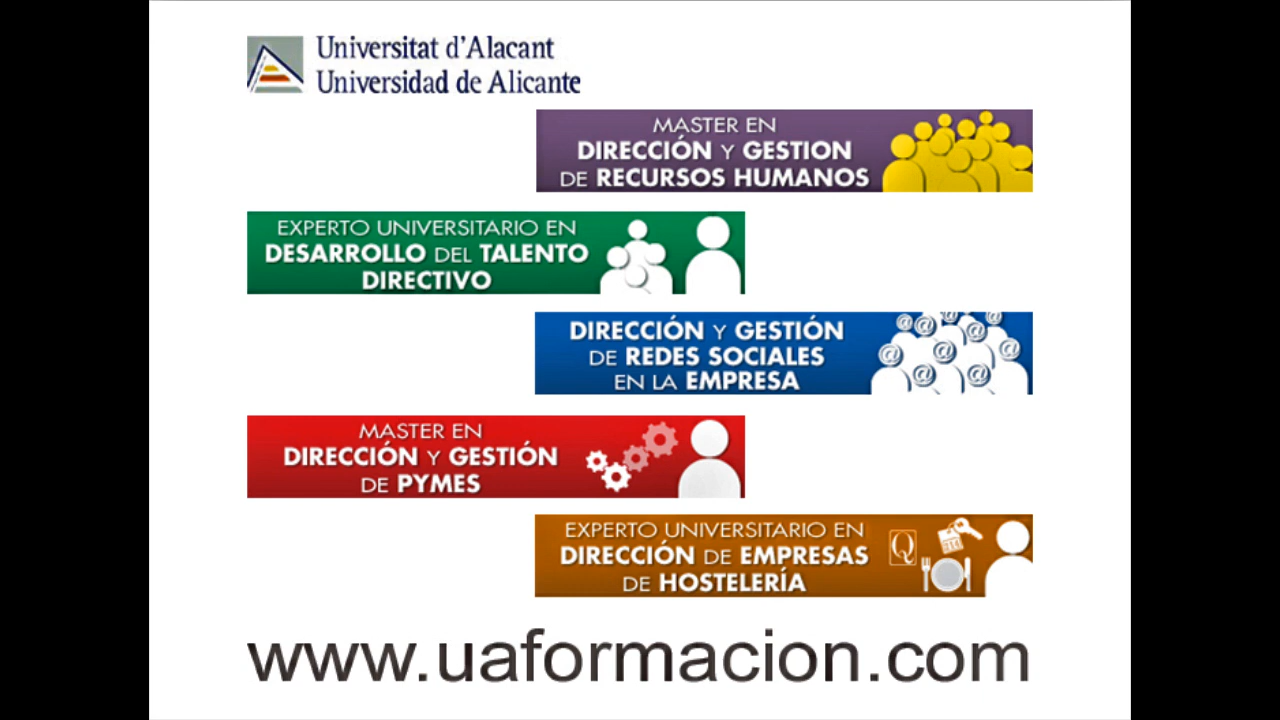 Universitat d'Alacant
Universidad de Alicante
MASTER EN
DIRECCIÓN Y GESTION
DE RECURSOS HUMANOS
EXPERTO UNIVERSITARIO EN
DESARROLLO DEL TALENTO
DIRECTIVO
DIRECCIÓN Y GESTIÓN
DE REDES SOCIALES
EN LA EMPRESA
@ @ @ @ @ @ @ @ @
MASTER EN
DIRECCIÓN Y GESTIÓN
DE PYMES
EXPERTO UNIVERSITARIO EN
DIRECCIÓN DE EMPRESAS
DE HOSTELERÍA
Q
www.uaformacion.com